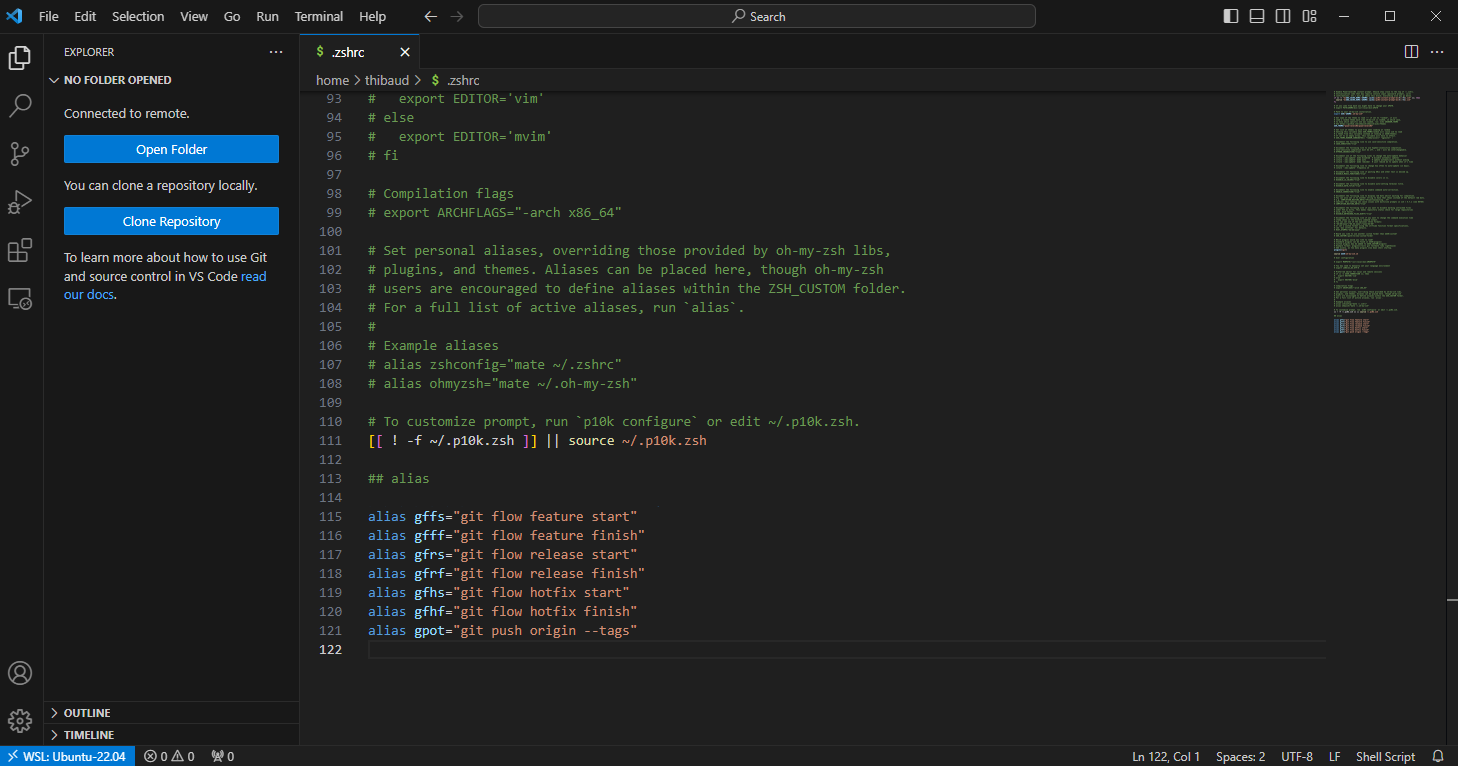 File Edit Selection View Go Run Terminal Help
Search
EXPLORER
NO FOLDER OPENED
Connected to remote.
Open Folder
You can clone a repository locally.
Clone Repository
To learn more about how to use Git
and source control in VS Code read
our docs.
OUTLINE
TIMELINE
$ .zshrc
home > thibaud > $ .zshrc
93 #   export EDITOR='vim'
94 # else
95 #   export EDITOR='mvim'
96 # fi
97
98 # Compilation flags
99 # export ARCHFLAGS="-arch x86_64"
100
101 # Set personal aliases, overriding those provided by oh-my-zsh libs,
102 # plugins, and themes. Aliases can be placed here, though oh-my-zsh
103 # users are encouraged to define aliases within the ZSH_CUSTOM folder.
104 # For a full list of active aliases, run `alias`.
105 #
106 # Example aliases
107 # alias zshconfig="mate ~/.zshrc"
108 # alias ohmyzsh="mate ~/.oh-my-zsh"
109
110 # To customize prompt, run `p10k configure` or edit ~/.p10k.zsh.
111 [[ ! -f ~/.p10k.zsh ]] || source ~/.p10k.zsh
112
113 ## alias
114
115 alias gffs="git flow feature start"
116 alias gfff="git flow feature finish"
117 alias gfrs="git flow release start"
118 alias gfrf="git flow release finish"
119 alias gfhs="git flow hotfix start"
120 alias gfhf="git flow hotfix finish"
121 alias gpot="git push origin --tags"
122
WSL: Ubuntu-22.04 0 0 0 Ln 122, Col 1 Spaces: 2 UTF-8 LF Shell Script